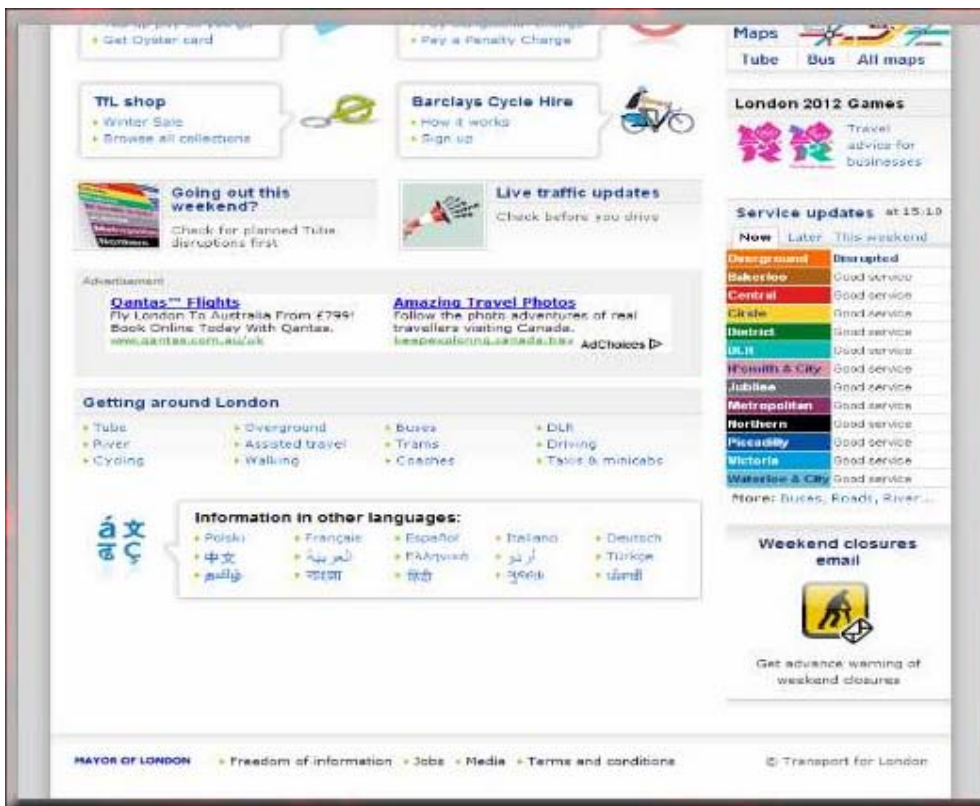 Get Oyster card
Pay a Penalty Charge
TfL shop
Winter Sale
Browse all collections
Barclays Cycle Hire
How it works
Sign up
Going out this
weekend?
Check for planned Tube
disruptions first
Live traffic updates
Check before you drive
Advertisement
Qantas™ Flights
Fly London To Australia From £799!
Book Online Today With Qantas.
www.qantas.com.au/uk
Amazing Travel Photos
Follow the photo adventures of real
travellers visiting Canada.
AdChoices
Getting around London
Tube Overground Buses DLR
River Assisted travel Trams Driving
Cycling Walking Coaches Taxis & minicabs
á 文
Ç
Information in other languages:
Polski Français Español Italiano Deutsch
中文 العربية Ελληνικά اردو Türkçe
தமிழ் বাংলা हिंदी ਪੰਜਾਬੀ
Maps
Tube Bus All maps
London 2012 Games
Travel
advice for
businesses
Service updates at 15:10
Now Later This weekend
Overground Disrupted
Bakerloo Good service
Central Good service
Circle Good service
District Good service
DLR Good service
H'smith & City Good service
Jubilee Good service
Metropolitan Good service
Northern Good service
Piccadilly Good service
Victoria Good service
Waterloo & City Good service
More: Buses, Roads, River...
Weekend closures
email
Get advance warning of
weekend closures
MAYOR OF LONDON Freedom of information Jobs Media Terms and conditions © Transport for London